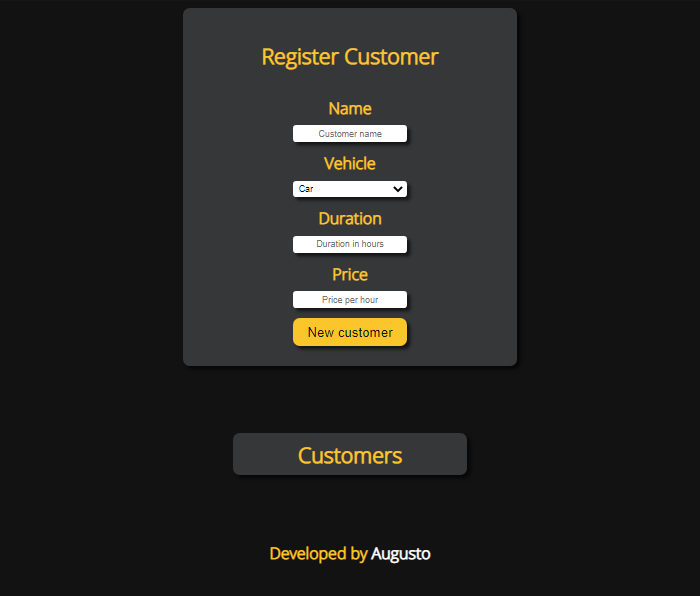 Register Customer
Name
Customer name
Vehicle
Car
Duration
Duration in hours
Price
Price per hour
New customer
Customers
Developed by Augusto